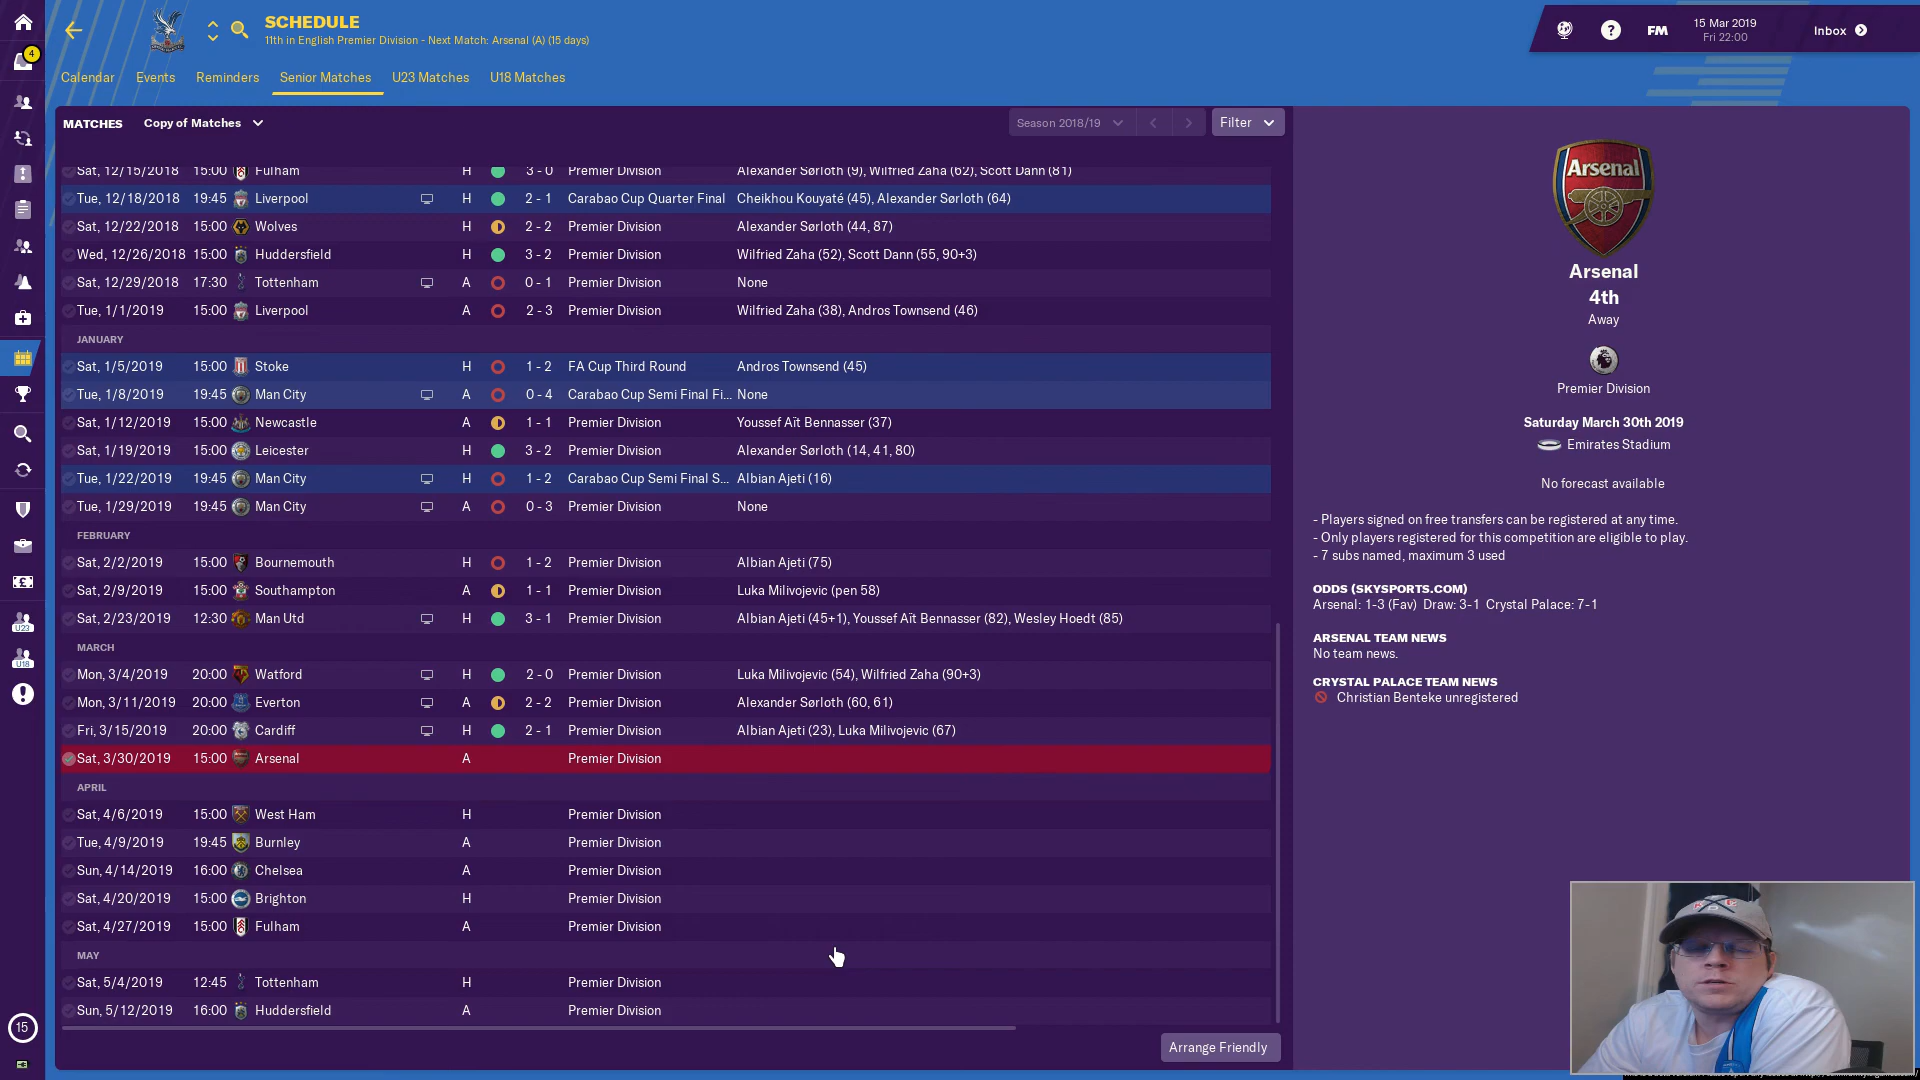 4
SCHEDULE
11th in English Premier Division - Next Match: Arsenal (A) (15 days)
FM
15 Mar 2019
Fri 22:00
Inbox
Calendar Events Reminders Senior Matches U23 Matches U18 Matches
MATCHES Copy of Matches Season 2018/19 Filter
Sat, 12/15/2018 15:00 Fulham H 3 - 0 Premier Division Alexander Sørloth (9), Wilfried Zaha (62), Scott Dann (81)
Tue, 12/18/2018 19:45 Liverpool H 2 - 1 Carabao Cup Quarter Final Cheikhou Kouyaté (45), Alexander Sørloth (64)
Sat, 12/22/2018 15:00 Wolves H 2 - 2 Premier Division Alexander Sørloth (44, 87)
Wed, 12/26/2018 15:00 Huddersfield H 3 - 2 Premier Division Wilfried Zaha (52), Scott Dann (55, 90+3)
Sat, 12/29/2018 17:30 Tottenham A 0 - 1 Premier Division None
Tue, 1/1/2019 15:00 Liverpool A 2 - 3 Premier Division Wilfried Zaha (38), Andros Townsend (46)
JANUARY
Sat, 1/5/2019 15:00 Stoke H 1 - 2 FA Cup Third Round Andros Townsend (45)
Tue, 1/8/2019 19:45 Man City A 0 - 4 Carabao Cup Semi Final Fi... None
Sat, 1/12/2019 15:00 Newcastle A 1 - 1 Premier Division Youssef Aït Bennasser (37)
Sat, 1/19/2019 15:00 Leicester H 3 - 2 Premier Division Alexander Sørloth (14, 41, 80)
Tue, 1/22/2019 19:45 Man City H 1 - 2 Carabao Cup Semi Final S... Albian Ajeti (16)
Tue, 1/29/2019 19:45 Man City A 0 - 3 Premier Division None
FEBRUARY
Sat, 2/2/2019 15:00 Bournemouth H 1 - 2 Premier Division Albian Ajeti (75)
Sat, 2/9/2019 15:00 Southampton A 1 - 1 Premier Division Luka Milivojevic (pen 58)
Sat, 2/23/2019 12:30 Man Utd H 3 - 1 Premier Division Albian Ajeti (45+1), Youssef Aït Bennasser (82), Wesley Hoedt (85)
MARCH
Mon, 3/4/2019 20:00 Watford H 2 - 0 Premier Division Luka Milivojevic (54), Wilfried Zaha (90+3)
Mon, 3/11/2019 20:00 Everton A 2 - 2 Premier Division Alexander Sørloth (60, 61)
Fri, 3/15/2019 20:00 Cardiff H 2 - 1 Premier Division Albian Ajeti (23), Luka Milivojevic (67)
Sat, 3/30/2019 15:00 Arsenal A Premier Division
APRIL
Sat, 4/6/2019 15:00 West Ham H Premier Division
Tue, 4/9/2019 19:45 Burnley A Premier Division
Sun, 4/14/2019 16:00 Chelsea A Premier Division
Sat, 4/20/2019 15:00 Brighton H Premier Division
Sat, 4/27/2019 15:00 Fulham A Premier Division
MAY
Sat, 5/4/2019 12:45 Tottenham H Premier Division
Sun, 5/12/2019 16:00 Huddersfield A Premier Division
Arrange Friendly
U23
U18
15
Arsenal
Arsenal
4th
Away
Premier Division
Saturday March 30th 2019
Emirates Stadium
No forecast available
- Players signed on free transfers can be registered at any time.
- Only players registered for this competition are eligible to play.
- 7 subs named, maximum 3 used
ODDS (SKYSPORTS.COM)
Arsenal: 1-3 (Fav) Draw: 3-1 Crystal Palace: 7-1
ARSENAL TEAM NEWS
No team news.
CRYSTAL PALACE TEAM NEWS
Christian Benteke unregistered